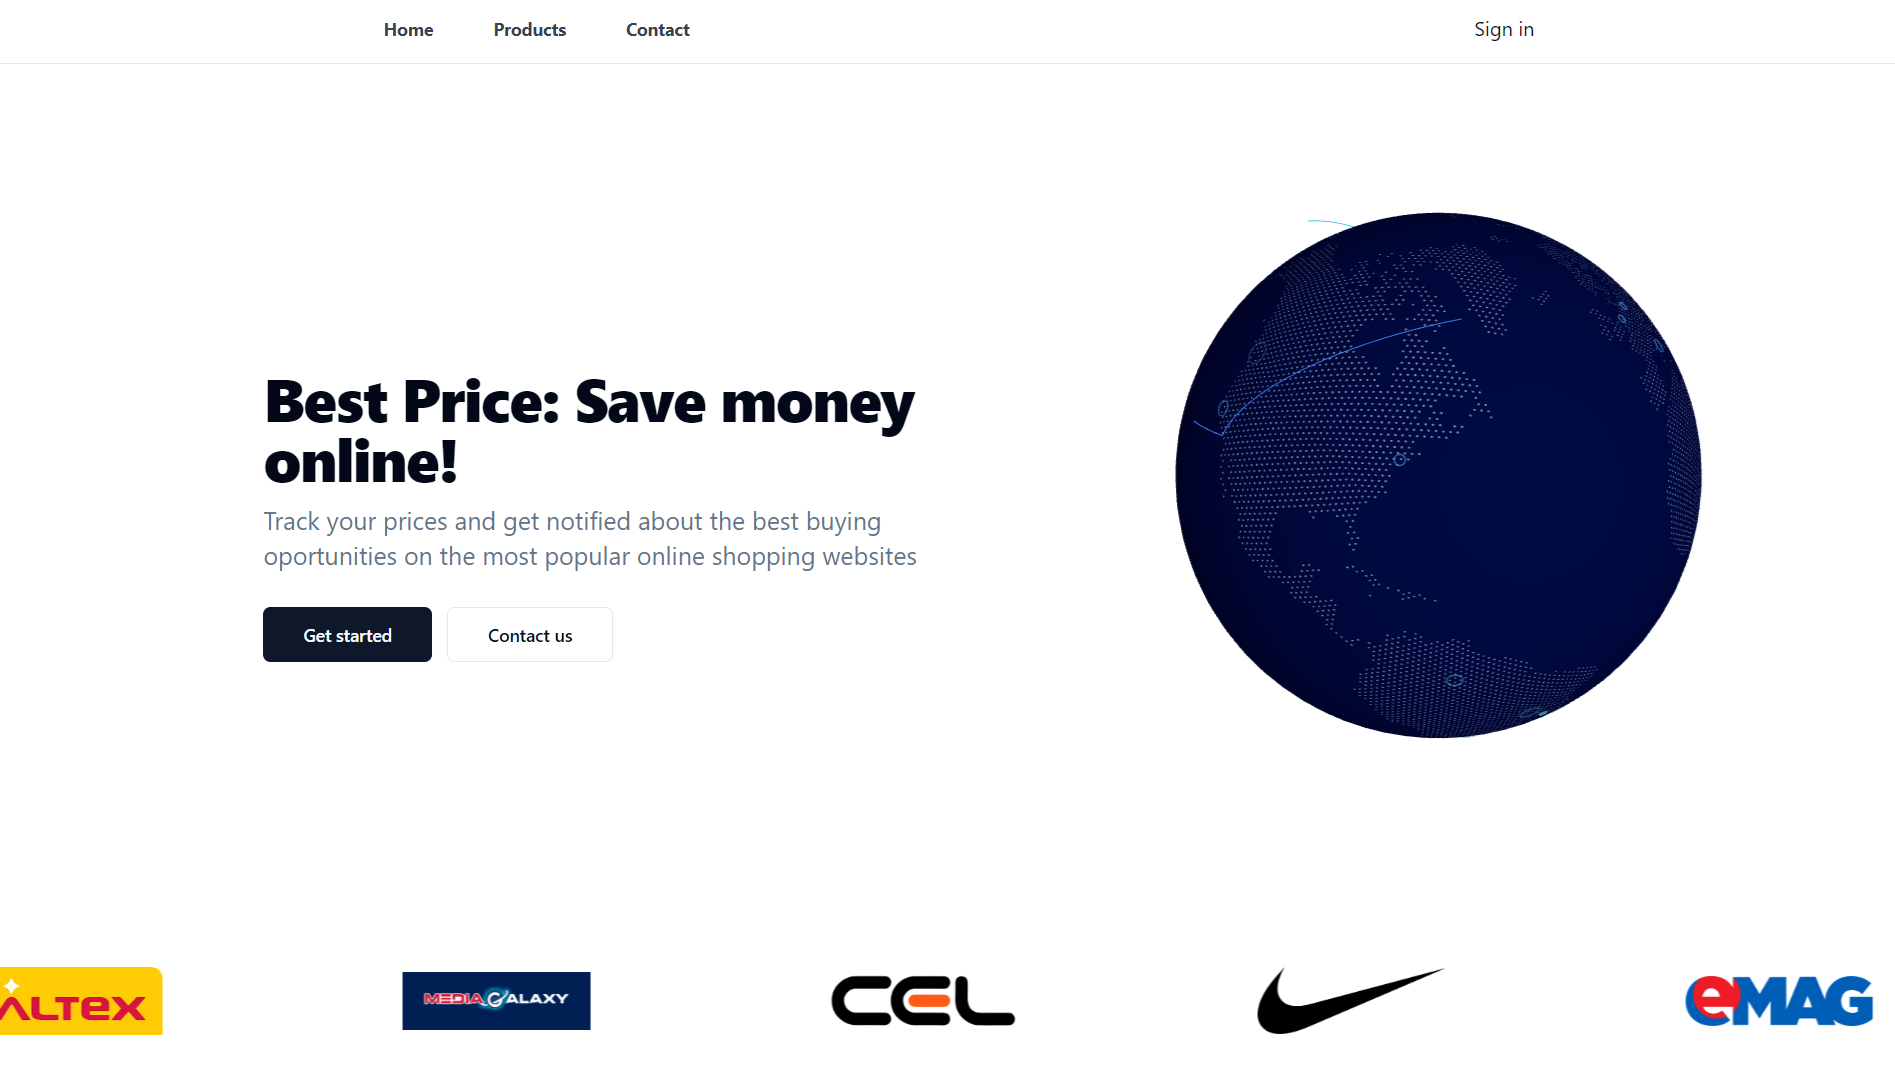 Home Products Contact Sign in
Best Price: Save money
online!
Track your prices and get notified about the best buying
oportunities on the most popular online shopping websites
Get started Contact us
ALTEX MEDIA GALAXY CEL eMAG